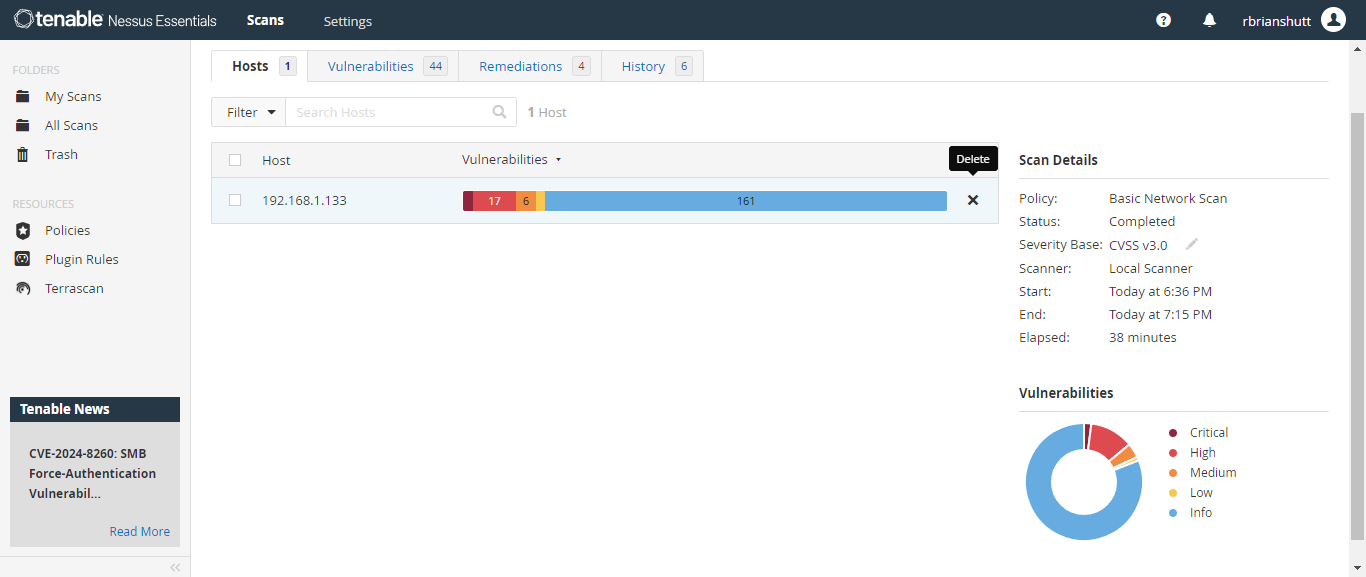 tenable Nessus Essentials Scans Settings ? rbrianshutt
FOLDERS
My Scans
All Scans
Trash
RESOURCES
Policies
Plugin Rules
Terrascan
Tenable News
CVE-2024-8260: SMB
Force-Authentication
Vulnerabil...
Read More
Hosts 1 Vulnerabilities 44 Remediations 4 History 6
Filter Search Hosts 1 Host
Host Vulnerabilities Delete
192.168.1.133 17 6 161
Scan Details
Policy: Basic Network Scan
Status: Completed
Severity Base: CVSS v3.0
Scanner: Local Scanner
Start: Today at 6:36 PM
End: Today at 7:15 PM
Elapsed: 38 minutes
Vulnerabilities
Critical
High
Medium
Low
Info